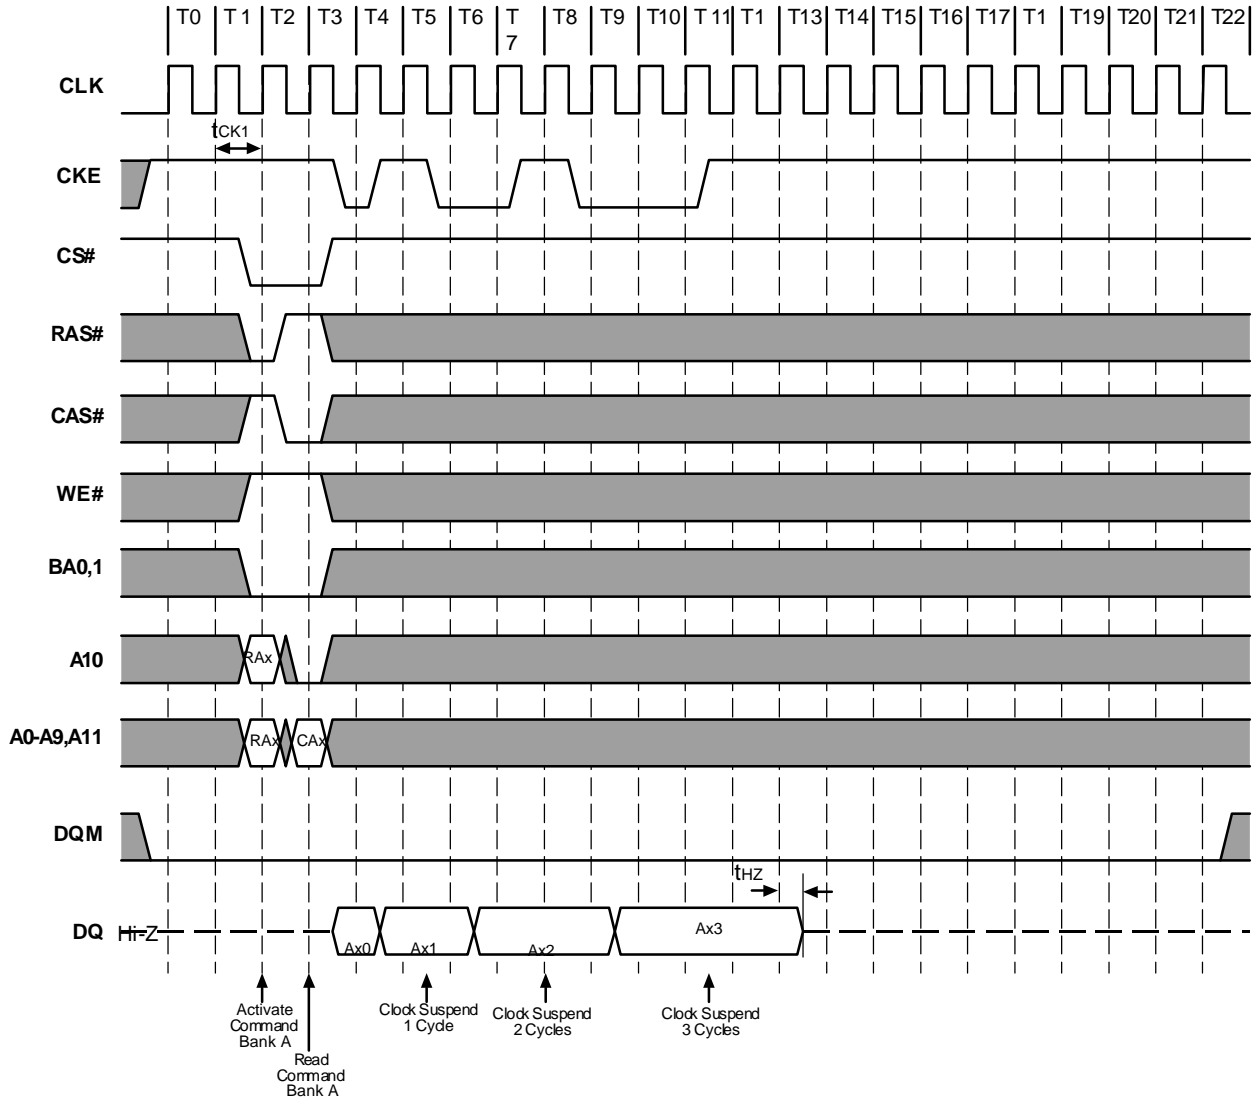 T0 T 1 T2 T3 T4 T5 T6 T T8 T9 T10 T 11 T1 T13 T14 T15 T16 T17 T1 T19 T20 T21 T22
7
CLK
tCK1
CKE
CS#
RAS#
CAS#
WE#
BA0,1
A10
RAx
A0-A9,A11
RAx CAx
DQM
tHZ
DQ Hi-Z
Ax0 Ax1 Ax2 Ax3
Activate
Command
Bank A
Read
Command
Bank A
Clock Suspend
1 Cycle
Clock Suspend
2 Cycles
Clock Suspend
3 Cycles